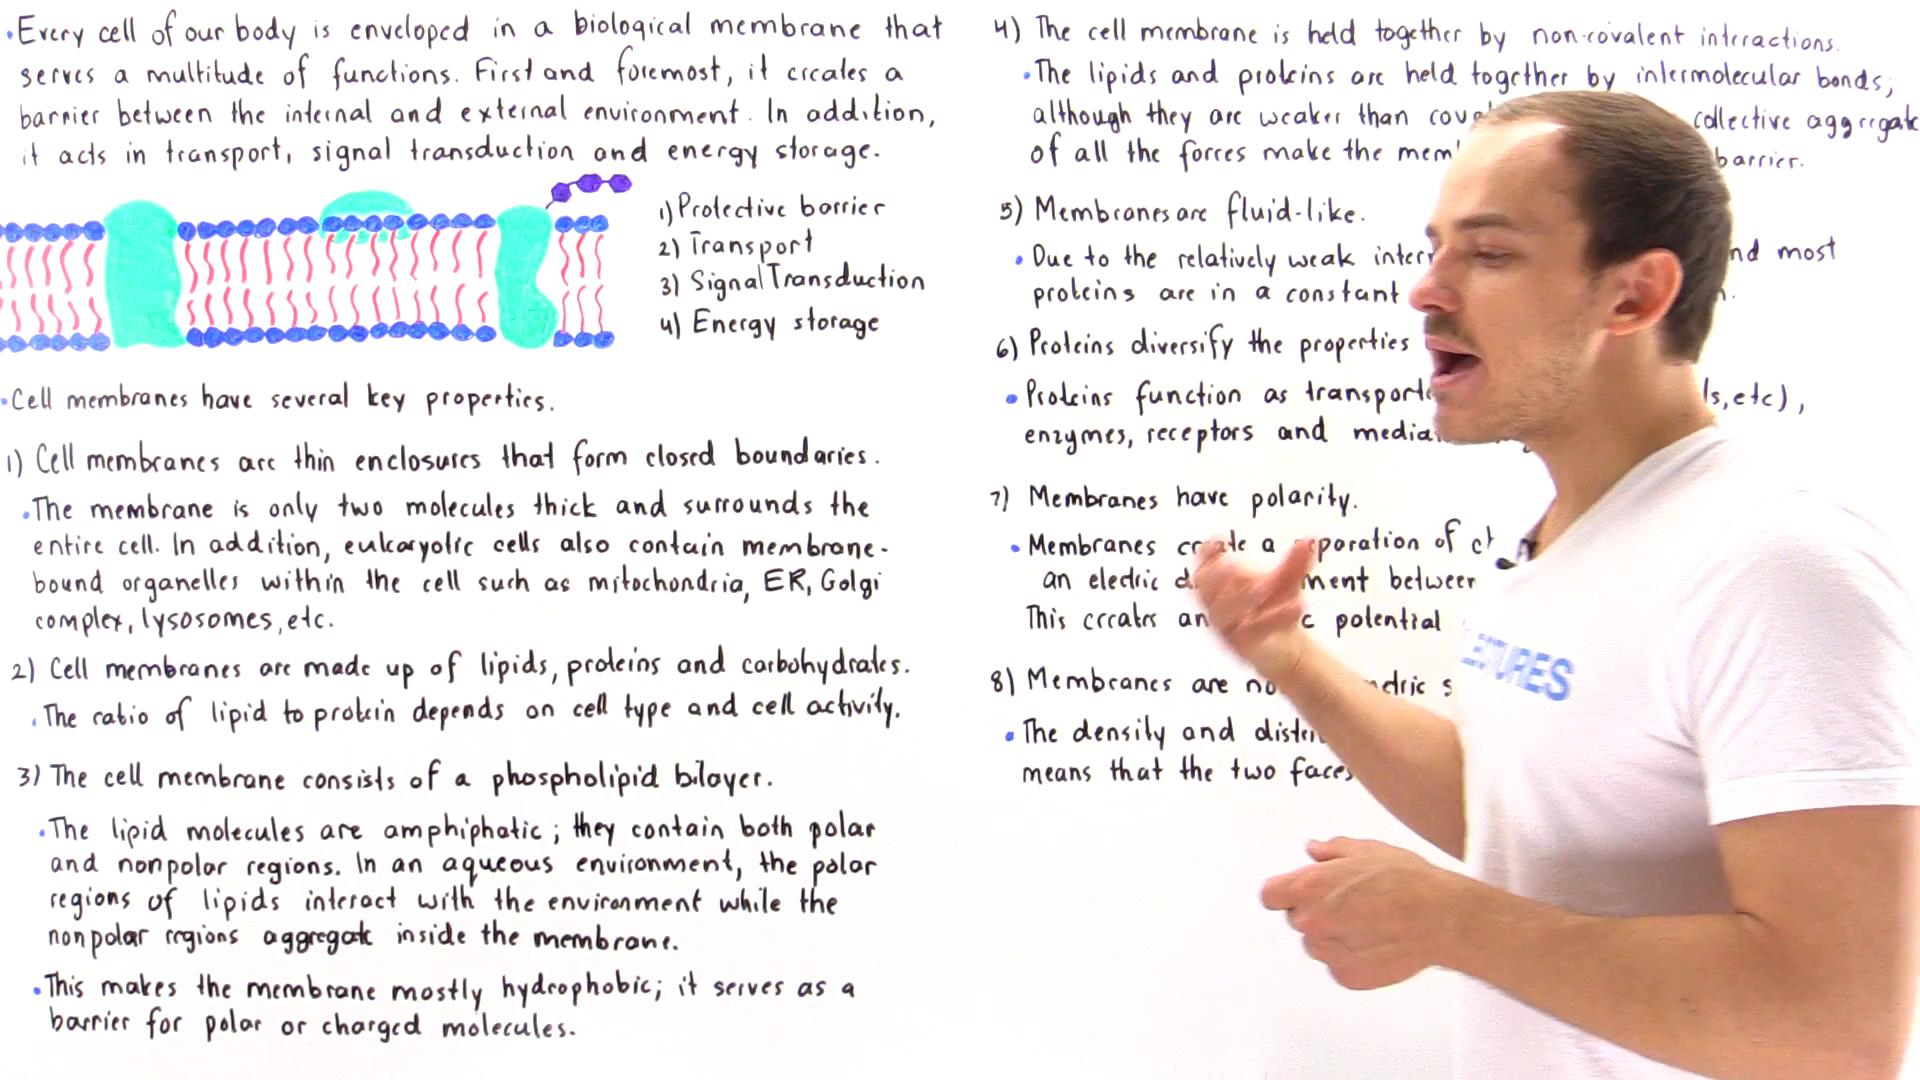 • Every cell of our body is enveloped in a biological membrane that
serves a multitude of functions. First and foremost, it creates a
barrier between the internal and external environment. In addition,
it acts in transport, signal transduction and energy storage.
1) Protective barrier
2) Transport
3) Signal Transduction
4) Energy storage
• Cell membranes have several key properties.
1) Cell membranes are thin enclosures that form closed boundaries.
• The membrane is only two molecules thick and surrounds the
entire cell. In addition, eukaryotic cells also contain membrane-
bound organelles within the cell such as mitochondria, ER, Golgi
complex, lysosomes, etc.
2) Cell membranes are made up of lipids, proteins and carbohydrates.
• The ratio of lipid to protein depends on cell type and cell activity.
3) The cell membrane consists of a phospholipid bilayer.
• The lipid molecules are amphiphatic; they contain both polar
and nonpolar regions. In an aqueous environment, the polar
regions of lipids interact with the environment while the
nonpolar regions aggregate inside the membrane.
• This makes the membrane mostly hydrophobic; it serves as a
barrier for polar or charged molecules.
4) The cell membrane is held together by non-covalent interactions.
• The lipids and proteins are held together by intermolecular bonds;
although they are weaker than collective aggregate
of all the forces make the barrier.
5) Membranes are fluid-like.
• Due to the relatively weak most
proteins are in a constant
6) Proteins diversify the properties
• Proteins function as etc),
enzymes, receptors and
7) Membranes have polarity.
• Membranes create a separation of
an electric between
This creates potential
8) Membranes are
• The density and
means that the two faces
LECTURES